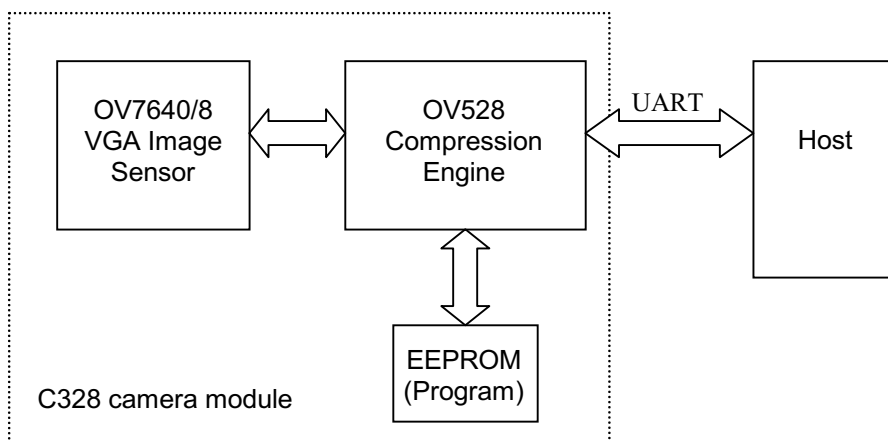 OV7640/8
VGA Image
Sensor
OV528
Compression
Engine
UART
Host
EEPROM
(Program)
C328 camera module